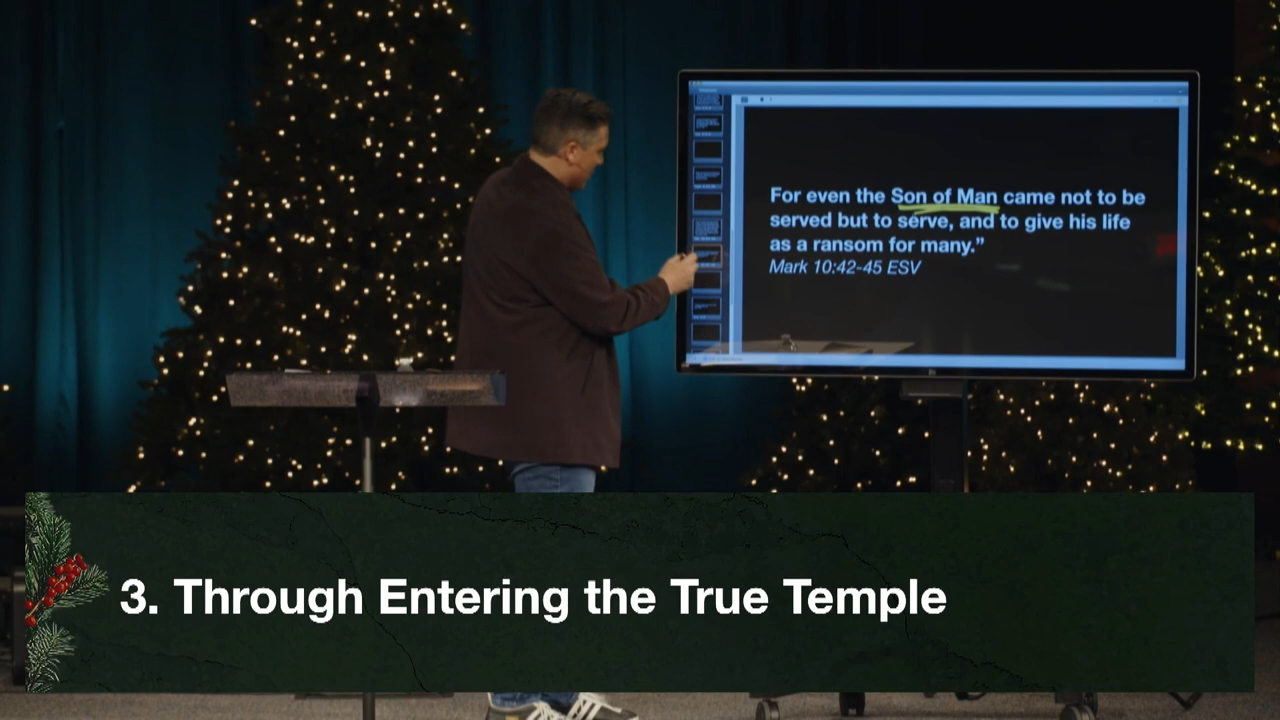 For even the Son of Man came not to be
served but to serve, and to give his life
as a ransom for many.”
Mark 10:42-45 ESV
3. Through Entering the True Temple